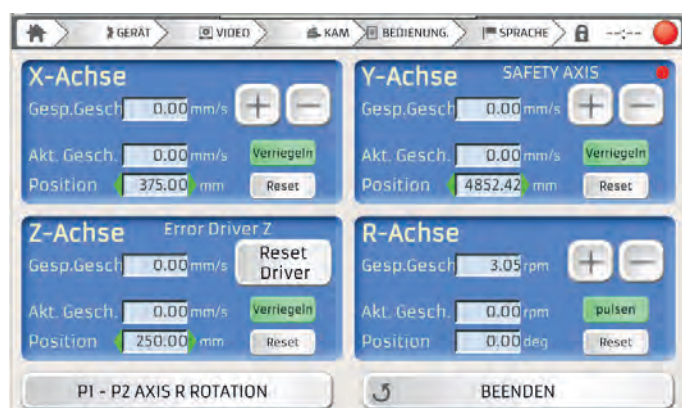 GERÄT VIDEO KAM BEDIENUNG. SPRACHE --:--
X-Achse
Gesp.Gesch 0.00 mm/s + −
Akt. Gesch. 0.00 mm/s Verriegeln
Position 375.00 mm Reset
Y-Achse SAFETY AXIS
Gesp.Gesch 0.00 mm/s + −
Akt. Gesch. 0.00 mm/s Verriegeln
Position 4852.42 mm Reset
Z-Achse Error Driver Z
Gesp.Gesch 0.00 mm/s Reset Driver
Akt. Gesch. 0.00 mm/s Verriegeln
Position 250.00 mm Reset
R-Achse
Gesp.Gesch 3.05 rpm + −
Akt. Gesch. 0.00 rpm pulsen
Position 0.00 deg Reset
P1 - P2 AXIS R ROTATION
BEENDEN